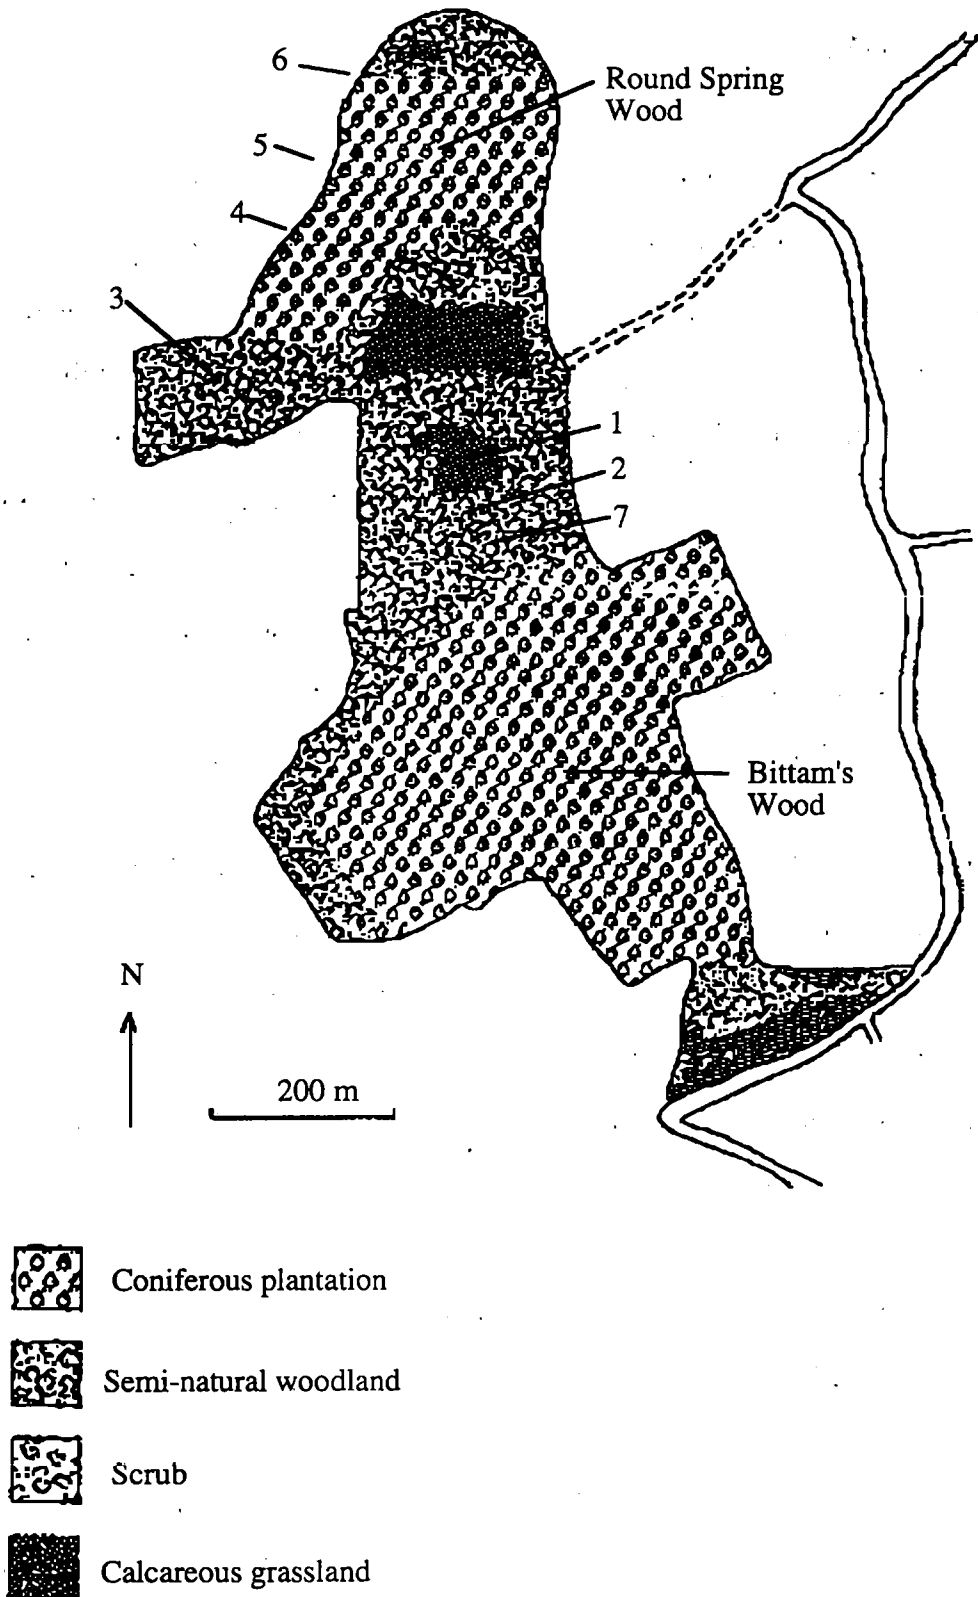 6
Round Spring
Wood
5
4
3
1
2
7
Bittam's
Wood
N
200 m
Coniferous plantation
Semi-natural woodland
Scrub
Calcareous grassland